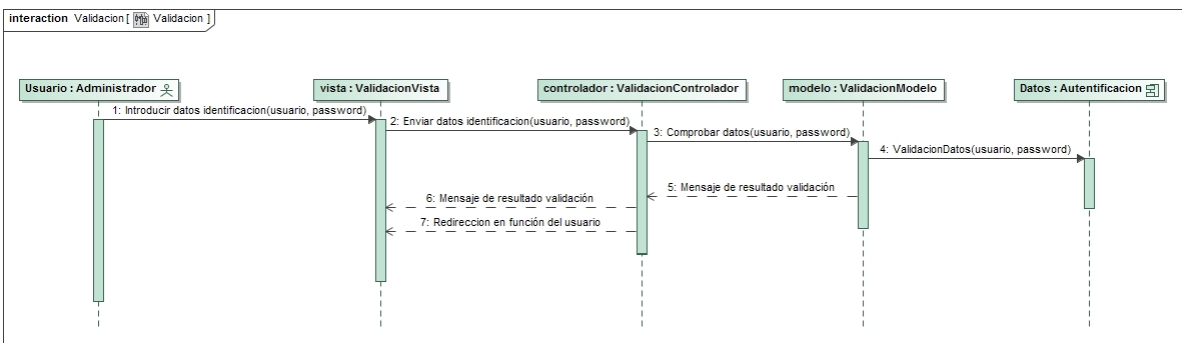 interaction Validacion [ Validacion ]
Usuario : Administrador
vista : ValidacionVista
controlador : ValidacionControlador
modelo : ValidacionModelo
Datos : Autentificacion
1: Introducir datos identificacion(usuario, password)
2: Enviar datos identificacion(usuario, password)
3: Comprobar datos(usuario, password)
4: ValidacionDatos(usuario, password)
5: Mensaje de resultado validación
6: Mensaje de resultado validación
7: Redireccion en función del usuario